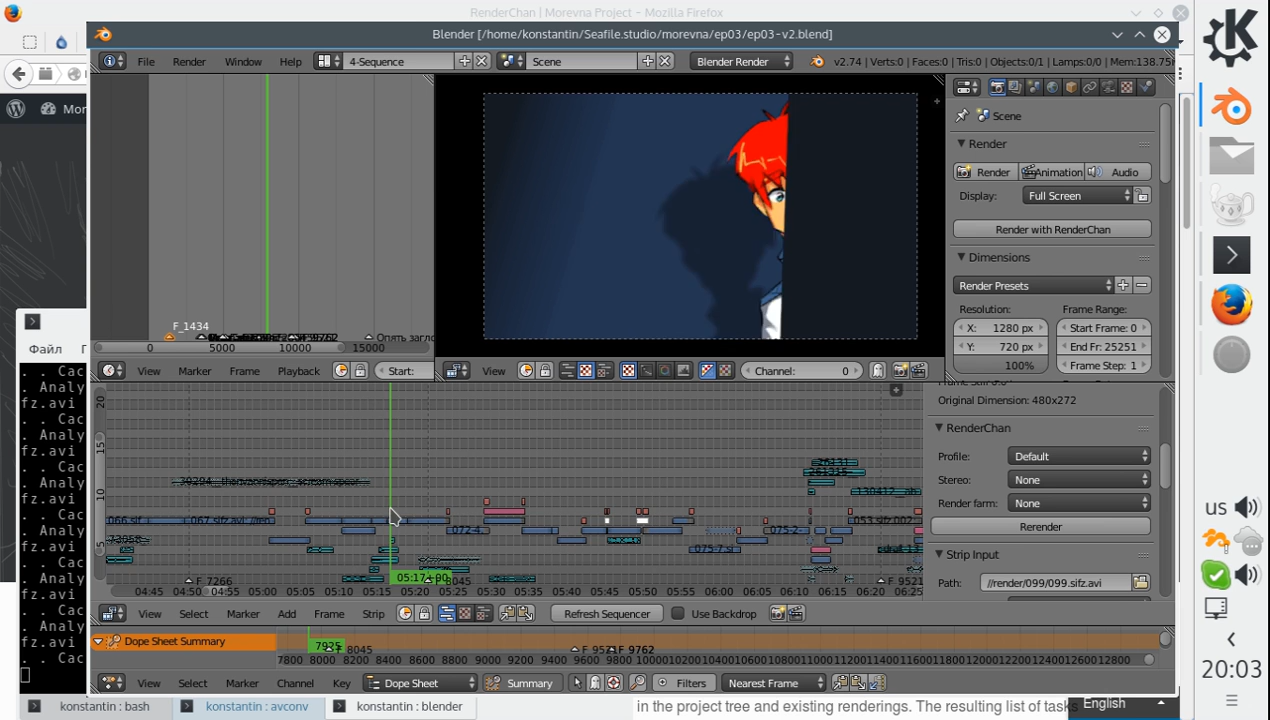 RenderChan | Morevna Project - Mozilla Firefox
Blender [/home/konstantin/Seafile.studio/morevna/ep03/ep03-v2.blend]
File Render Window Help 4-Sequence Scene Blender Render v2.74 | Verts:0 | Faces:0 | Tris:0 | Objects:0/1 | Lamps:0/0 | Mem:138.75
Mor
Scene
Render
Render Animation Audio
Display: Full Screen
Render with RenderChan
Dimensions
Render Presets
Resolution: Frame Range:
X: 1280 px Start Frame: 0
Y: 720 px End Fr: 25251
100% Frame Step: 1
F_1434
0 5000 10000 15000
View Marker Frame Playback Start:
View Channel: 0
Файл
. . Cac
. Analy
fz.avi
. . Cac
. Analy
fz.avi
. . Cac
. Analy
fz.avi
. . Cac
. Analy
fz.avi
. . Cac
. Analy
fz.avi
. . Cac
. Analy
fz.avi
. . Cac
20
15
10
5
072-4
F_7266
05:17+00
8045
F_9521
04:45 04:50 04:55 05:00 05:05 05:10 05:15 05:20 05:25 05:30 05:35 05:40 05:45 05:50 05:55 06:00 06:05 06:10 06:15 06:20 06:25
Original Dimension: 480x272
RenderChan
Profile: Default
Stereo: None
Render farm: None
Rerender
Strip Input
Path: //render/099/099.sifz.avi
View Select Marker Add Frame Strip Refresh Sequencer Use Backdrop
Dope Sheet Summary
7925
8045
F_9762
7800 8000 8200 8400 8600 8800 9000 9200 9400 9600 9800 10000 10200 10400 10600 10800 11000 11200 11400 11600 11800 12000 12200 12400 12600 12800
View Select Marker Channel Key Dope Sheet Summary Filters Nearest Frame
konstantin : bash
konstantin : avconv
konstantin : blender
in the project tree and existing renderings. The resulting list of tasks
English
us
20:03